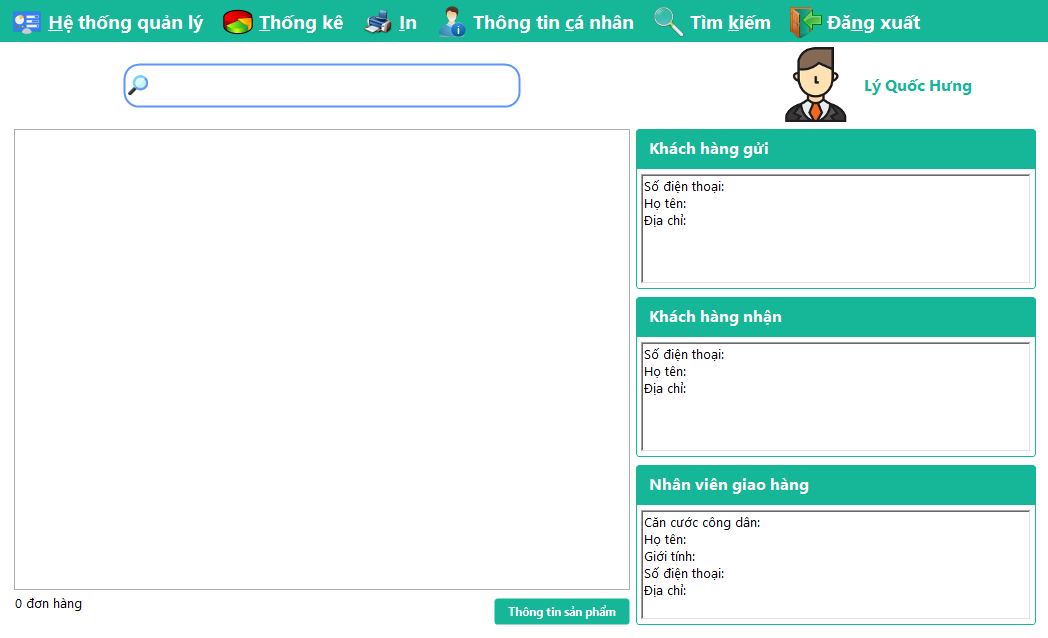 Hệ thống quản lý Thống kê In Thông tin cá nhân Tìm kiếm Đăng xuất
Lý Quốc Hưng
Khách hàng gửi
Số điện thoại:
Họ tên:
Địa chỉ:
Khách hàng nhận
Số điện thoại:
Họ tên:
Địa chỉ:
Nhân viên giao hàng
Căn cước công dân:
Họ tên:
Giới tính:
Số điện thoại:
Địa chỉ:
0 đơn hàng
Thông tin sản phẩm